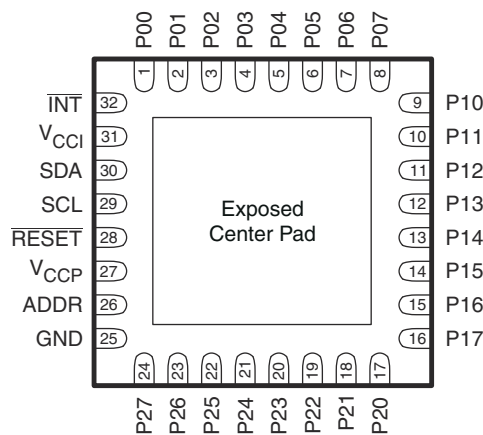 P00 P01 P02 P03 P04 P05 P06 P07
1 2 3 4 5 6 7 8
INT 32 9 P10
VCCI 31 10 P11
SDA 30 11 P12
SCL 29 12 P13
RESET 28 13 P14
VCCP 27 14 P15
ADDR 26 15 P16
GND 25 16 P17
Exposed
Center Pad
24 23 22 21 20 19 18 17
P27 P26 P25 P24 P23 P22 P21 P20